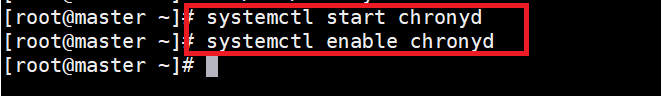 [root@master ~]# systemctl start chronyd
[root@master ~]# systemctl enable chronyd
[root@master ~]#